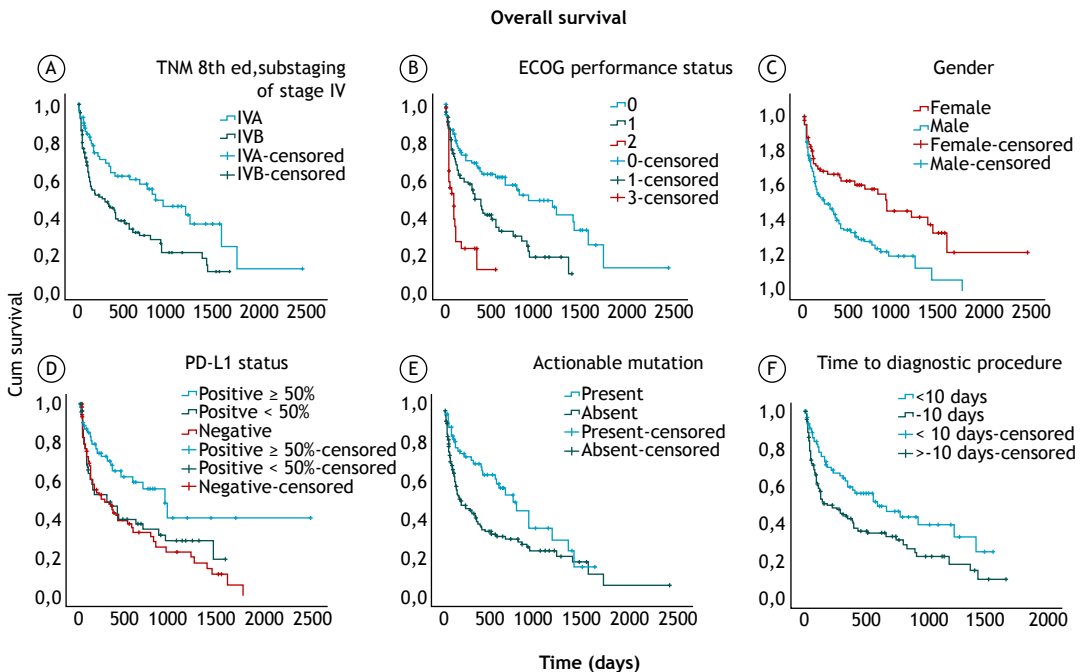 Overall survival
A
TNM 8th ed,substaging
of stage IV
IVA
IVB
IVA-censored
IVB-censored
1,0
0,8
0,6
0,4
0,2
0,0
0 500 1000 1500 2000 2500
B
ECOG performance status
0
1
2
0-censored
1-censored
3-censored
1,0
0,8
0,6
0,4
0,2
0,0
0 500 1000 1500 2000 2500
C
Gender
Female
Male
Female-censored
Male-censored
1,0
1,8
1,6
1,4
1,2
1,0
0 500 1000 1500 2000 2500
Cum survival
D
PD-L1 status
Positive ≥ 50%
Positve < 50%
Negative
Positive ≥ 50%-censored
Positive < 50%-censored
Negative-censored
1,0
0,8
0,6
0,4
0,2
0,0
0 500 1000 1500 2000 2500
E
Actionable mutation
Present
Absent
Present-censored
Absent-censored
1,0
0,8
0,6
0,4
0,2
0,0
0 500 1000 1500 2000 2500
F
Time to diagnostic procedure
<10 days
-10 days
< 10 days-censored
>-10 days-censored
1,0
0,8
0,6
0,4
0,2
0,0
0 500 1000 1500 2000
Time (days)